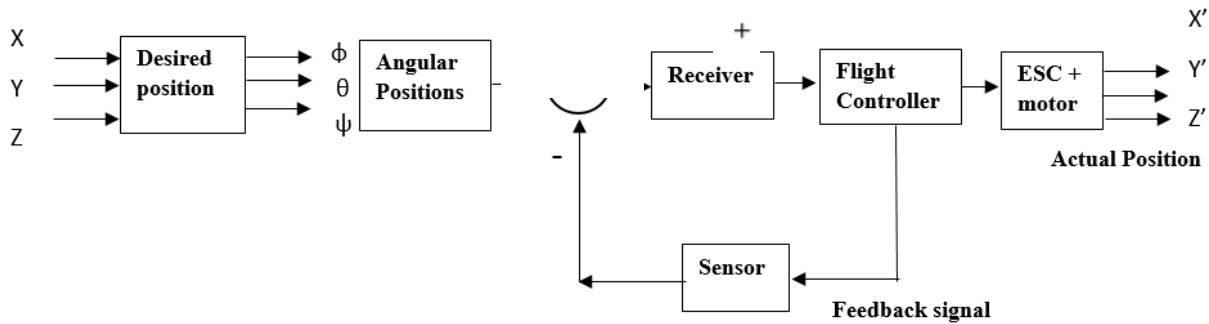 X
Y
Z
Desired
position
ϕ
θ
ψ
Angular
Positions
+
-
Receiver
Flight
Controller
ESC +
motor
X’
Y’
Z’
Actual Position
Sensor
Feedback signal